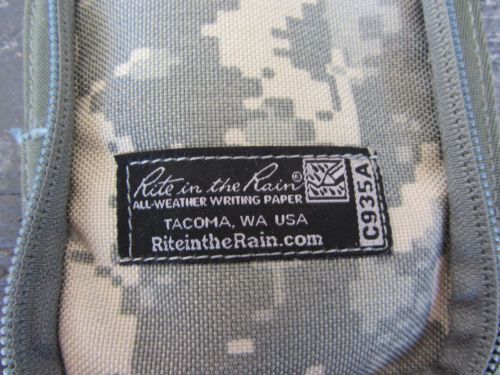 Rite in the Rain®
ALL-WEATHER WRITING PAPER
TACOMA, WA USA
RiteintheRain.com
C935A